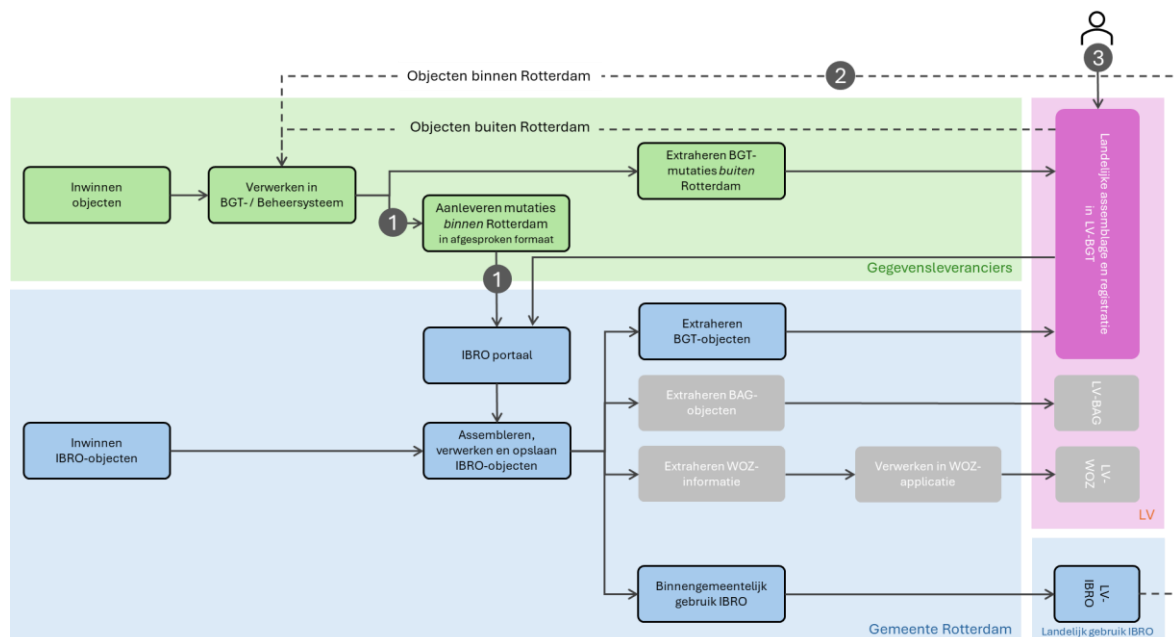 3
Objecten binnen Rotterdam
2
Objecten buiten Rotterdam
Inwinnen
objecten
Verwerken in
BGT- / Beheersysteem
Extraheren BGT-
mutaties buiten
Rotterdam
1
Aanleveren mutaties
binnen Rotterdam
in afgesproken formaat
Landelijke assemblage en registratie
in LV-BGT
Gegevensleveranciers
1
IBRO portaal
Extraheren
BGT-objecten
Extraheren BAG-
objecten
LV-BAG
Inwinnen
IBRO-objecten
Assembleren,
verwerken en opslaan
IBRO-objecten
Extraheren WOZ-
informatie
Verwerken in WOZ-
applicatie
LV-
WOZ
LV
Binnengemeentelijk
gebruik IBRO
LV-
IBRO
Gemeente Rotterdam
Landelijk gebruik IBRO